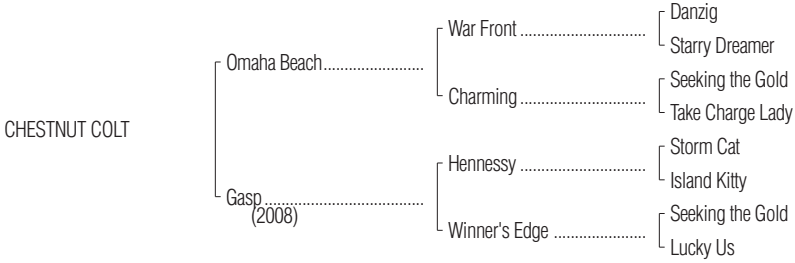 Danzig
War Front
Starry Dreamer
Omaha Beach
Seeking the Gold
Charming
Take Charge Lady
CHESTNUT COLT
Storm Cat
Hennessy
Island Kitty
Gasp
(2008)
Seeking the Gold
Winner's Edge
Lucky Us